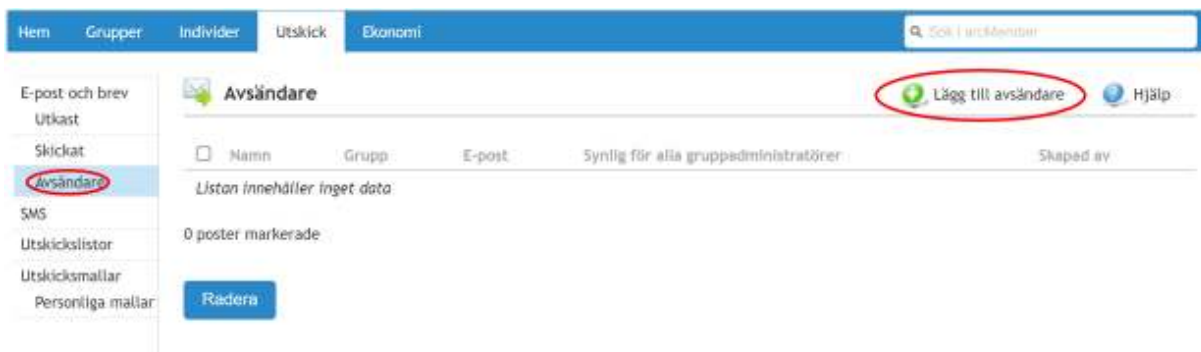 Hem Grupper Individer Utskick Ekonomi Sök i arcMember
E-post och brev
Utkast
Skickat
Avsändare
SMS
Utskickslistor
Utskicksmallar
Personliga mallar
Avsändare Lägg till avsändare Hjälp
Namn Grupp E-post Synlig för alla gruppadministratörer Skapad av
Listan innehåller inget data
0 poster markerade
Radera